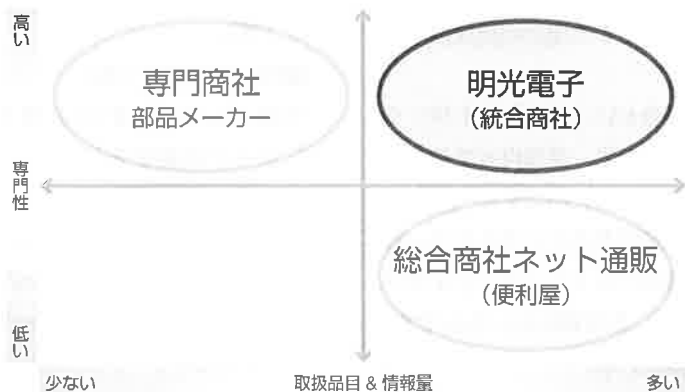 高い
専門商社
部品メーカー
明光電子
(統合商社)
専門性
総合商社ネット通販
(便利屋)
低い
少ない
取扱品目 & 情報量
多い